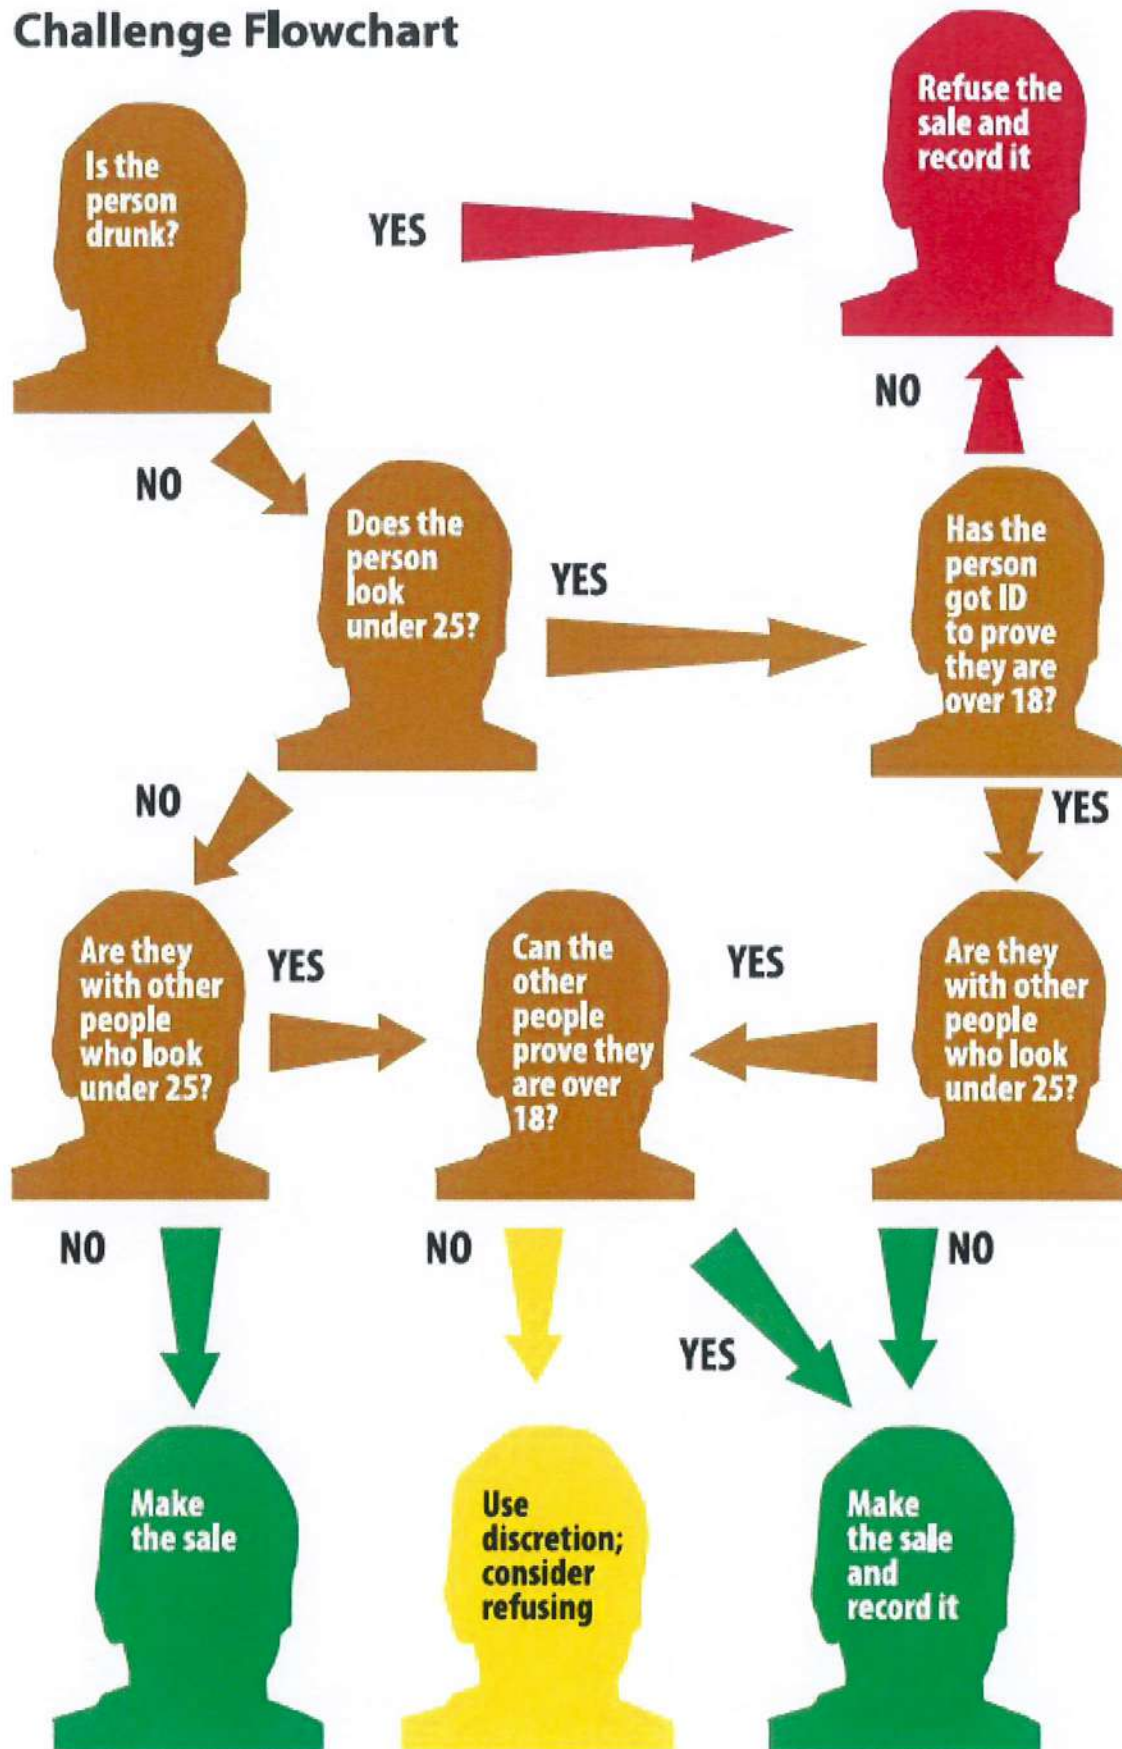 Challenge Flowchart
Refuse the
sale and
record it
Is the
person
drunk?
YES
NO
NO
Does the
person
look
under 25?
YES
Has the
person
got ID
to prove
they are
over 18?
NO
YES
Are they
with other
people
who look
under 25?
YES
Can the
other
people
prove they
are over
18?
YES
Are they
with other
people
who look
under 25?
NO
NO
YES
NO
Make
the sale
Use
discretion;
consider
refusing
Make
the sale
and
record it